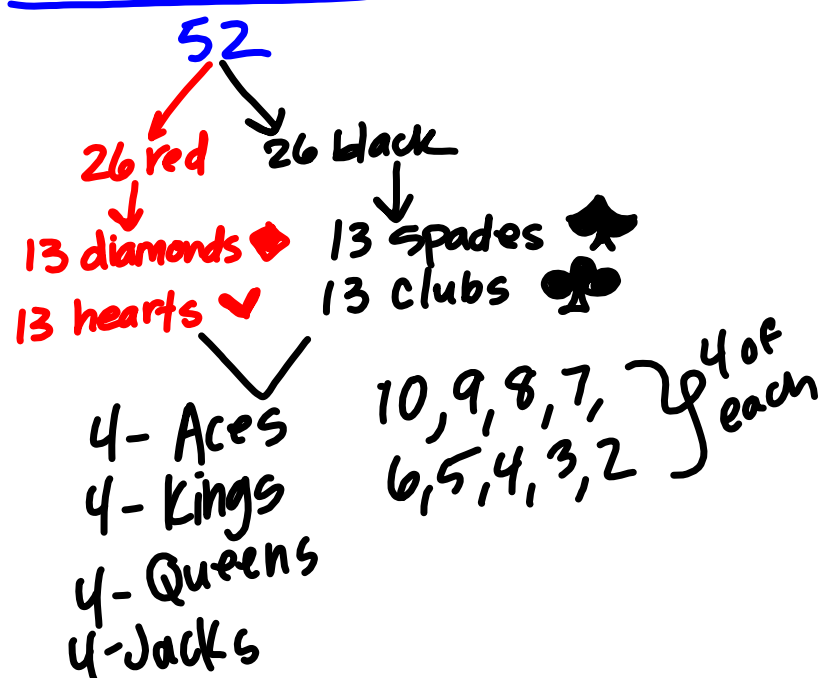 52
26 red
26 black
13 diamonds
13 hearts
13 spades
13 clubs
4- Aces
4- Kings
4- Queens
4-Jacks
10, 9, 8, 7,
6, 5, 4, 3, 2
4 of
each